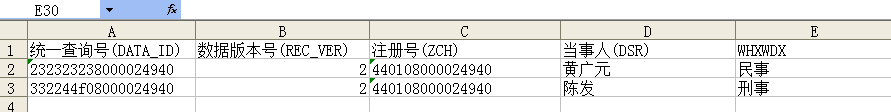 E30 fx
A B C D E
1 统一查询号(DATA_ID) 数据版本号(REC_VER) 注册号(ZCH) 当事人(DSR) WHXWDX
2 232323238000024940 2 440108000024940 黄广元 民事
3 332244f08000024940 2 440108000024940 陈发 刑事
4